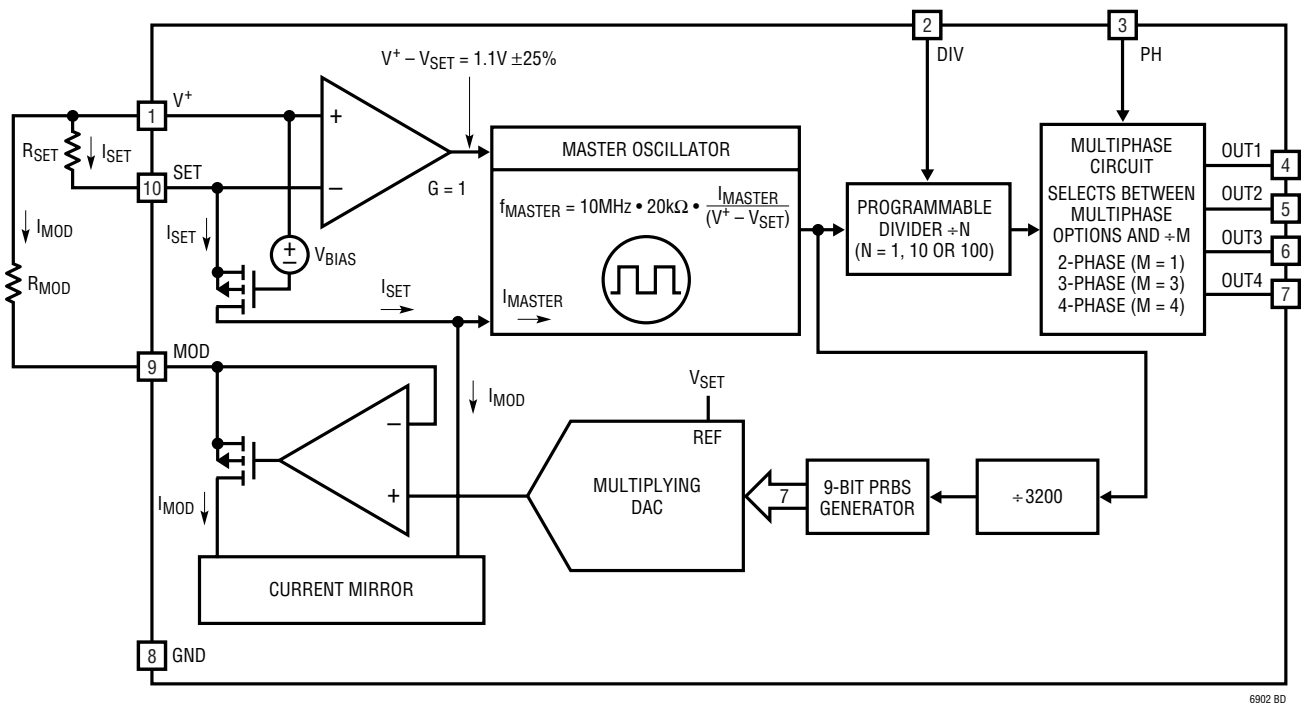 2
3
DIV
PH
V+ – VSET = 1.1V ±25%
1
V+
RSET
ISET
10
SET
+
–
G = 1
MASTER OSCILLATOR
fMASTER = 10MHz • 20kΩ • IMASTER
(V+ – VSET)
IMASTER
PROGRAMMABLE
DIVIDER ÷N
(N = 1, 10 OR 100)
MULTIPHASE
CIRCUIT
SELECTS BETWEEN
MULTIPHASE
OPTIONS AND ÷M
2-PHASE (M = 1)
3-PHASE (M = 3)
4-PHASE (M = 4)
OUT1
4
OUT2
5
OUT3
6
OUT4
7
IMOD
RMOD
ISET
+
–
VBIAS
ISET
9
MOD
IMOD
–
+
IMOD
VSET
REF
MULTIPLYING
DAC
7
9-BIT PRBS
GENERATOR
÷3200
CURRENT MIRROR
8
GND
6902 BD